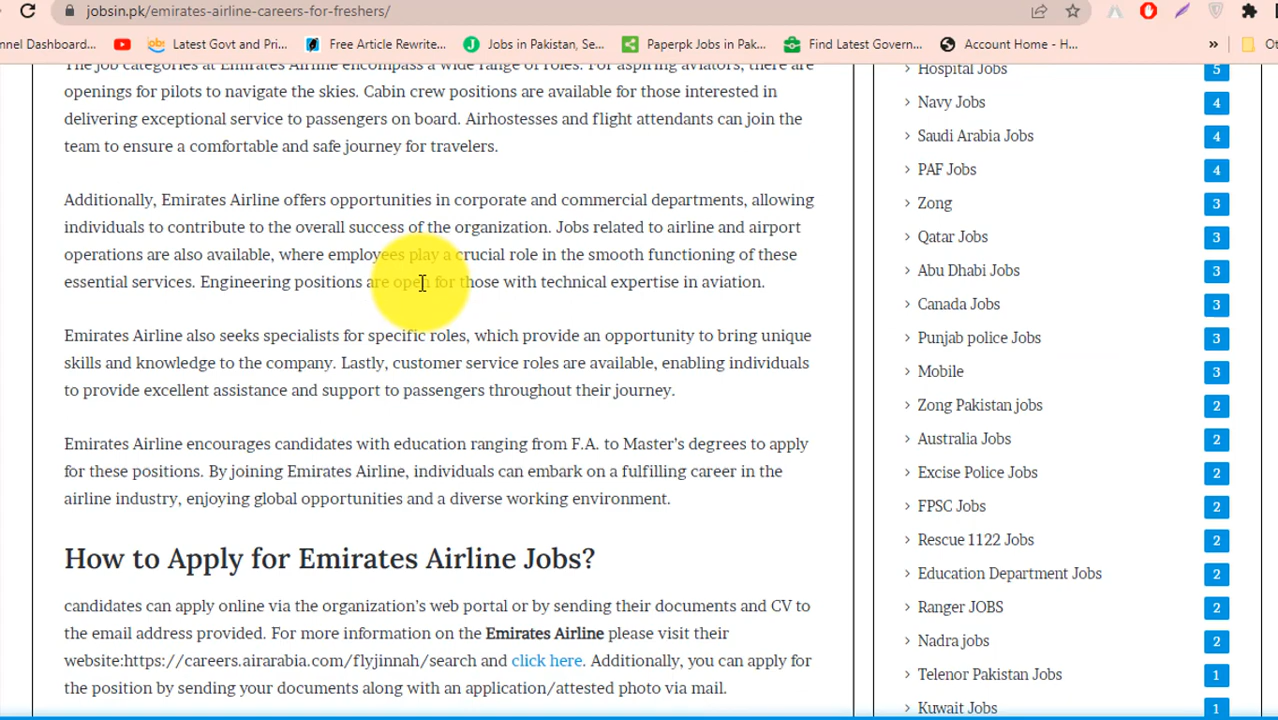 jobsin.pk/emirates-airline-careers-for-freshers/
nnel Dashboard... Latest Govt and Pri... Free Article Rewrite... Jobs in Pakistan, Se... Paperpk Jobs in Pak... Find Latest Govern... Account Home - H... » Ot
The job categories at Emirates Airline encompass a wide range of roles. For aspiring aviators, there are
openings for pilots to navigate the skies. Cabin crew positions are available for those interested in
delivering exceptional service to passengers on board. Airhostesses and flight attendants can join the
team to ensure a comfortable and safe journey for travelers.
Additionally, Emirates Airline offers opportunities in corporate and commercial departments, allowing
individuals to contribute to the overall success of the organization. Jobs related to airline and airport
operations are also available, where employees play a crucial role in the smooth functioning of these
essential services. Engineering positions are open for those with technical expertise in aviation.
Emirates Airline also seeks specialists for specific roles, which provide an opportunity to bring unique
skills and knowledge to the company. Lastly, customer service roles are available, enabling individuals
to provide excellent assistance and support to passengers throughout their journey.
Emirates Airline encourages candidates with education ranging from F.A. to Master's degrees to apply
for these positions. By joining Emirates Airline, individuals can embark on a fulfilling career in the
airline industry, enjoying global opportunities and a diverse working environment.
How to Apply for Emirates Airline Jobs?
candidates can apply online via the organization's web portal or by sending their documents and CV to
the email address provided. For more information on the Emirates Airline please visit their
website:https://careers.airarabia.com/flyjinnah/search and click here. Additionally, you can apply for
the position by sending your documents along with an application/attested photo via mail.
Hospital Jobs 5
Navy Jobs 4
Saudi Arabia Jobs 4
PAF Jobs 4
Zong 3
Qatar Jobs 3
Abu Dhabi Jobs 3
Canada Jobs 3
Punjab police Jobs 3
Mobile 3
Zong Pakistan jobs 2
Australia Jobs 2
Excise Police Jobs 2
FPSC Jobs 2
Rescue 1122 Jobs 2
Education Department Jobs 2
Ranger JOBS 2
Nadra jobs 2
Telenor Pakistan Jobs 1
Kuwait Jobs 1